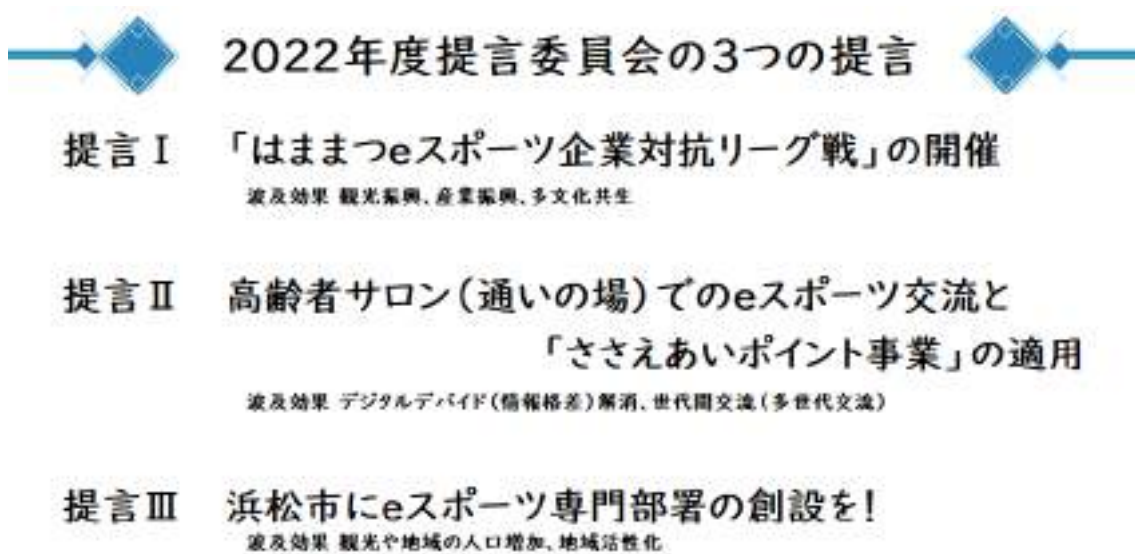 2022年度提言委員会の3つの提言
提言Ⅰ 「はままつeスポーツ企業対抗リーグ戦」の開催
波及効果 観光振興、産業振興、多文化共生
提言Ⅱ 高齢者サロン(通いの場)でのeスポーツ交流と
「ささえあいポイント事業」の適用
波及効果 デジタルデバイド(情報格差)解消、世代間交流(多世代交流)
提言Ⅲ 浜松市にeスポーツ専門部署の創設を!
波及効果 観光や地域の人口増加、地域活性化